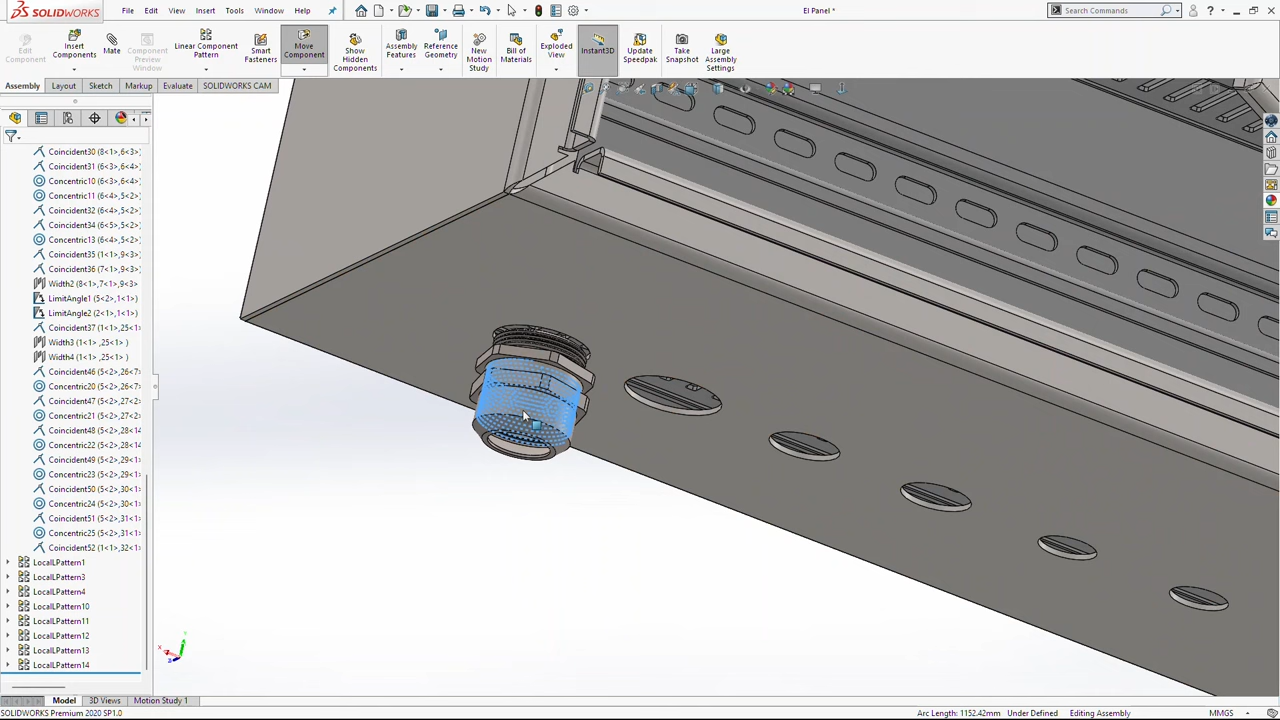 SOLIDWORKS File Edit View Insert Tools Window Help El Panel * Search Commands
Edit Component
Insert Components
Mate
Component Preview Window
Linear Component Pattern
Smart Fasteners
Move Component
Show Hidden Components
Assembly Features
Reference Geometry
New Motion Study
Bill of Materials
Exploded View
Instant3D
Update Speedpak
Take Snapshot
Large Assembly Settings
Assembly Layout Sketch Markup Evaluate SOLIDWORKS CAM
Coincident30 (8<1>,6<3>)
Coincident31 (6<3>,6<4>)
Concentric10 (6<3>,6<4>)
Concentric11 (6<4>,5<2>)
Coincident32 (6<4>,5<2>)
Coincident34 (6<5>,5<2>)
Concentric13 (6<4>,5<2>)
Coincident35 (1<1>,9<3>)
Coincident36 (7<1>,9<3>)
Width2 (8<1>,7<1>,9<3>
LimitAngle1 (5<2>,1<1>)
LimitAngle2 (2<1>,1<1>)
Coincident37 (1<1>,25<1>
Width3 (1<1>,25<1> )
Width4 (1<1>,25<1> )
Coincident46 (5<2>,26<7>
Concentric20 (5<2>,26<7>
Coincident47 (5<2>,27<2>
Concentric21 (5<2>,27<2>
Coincident48 (5<2>,28<14
Concentric22 (5<2>,28<14
Coincident49 (5<2>,29<1>
Concentric23 (5<2>,29<1>
Coincident50 (5<2>,30<1>
Concentric24 (5<2>,30<1>
Coincident51 (5<2>,31<1>
Concentric25 (5<2>,31<1>
Coincident52 (1<1>,32<1>
LocalLPattern1
LocalLPattern3
LocalLPattern4
LocalLPattern10
LocalLPattern11
LocalLPattern12
LocalLPattern13
LocalLPattern14
Model 3D Views Motion Study 1
SOLIDWORKS Premium 2020 SP1.0 Arc Length: 1152.42mm Under Defined Editing Assembly MMGS